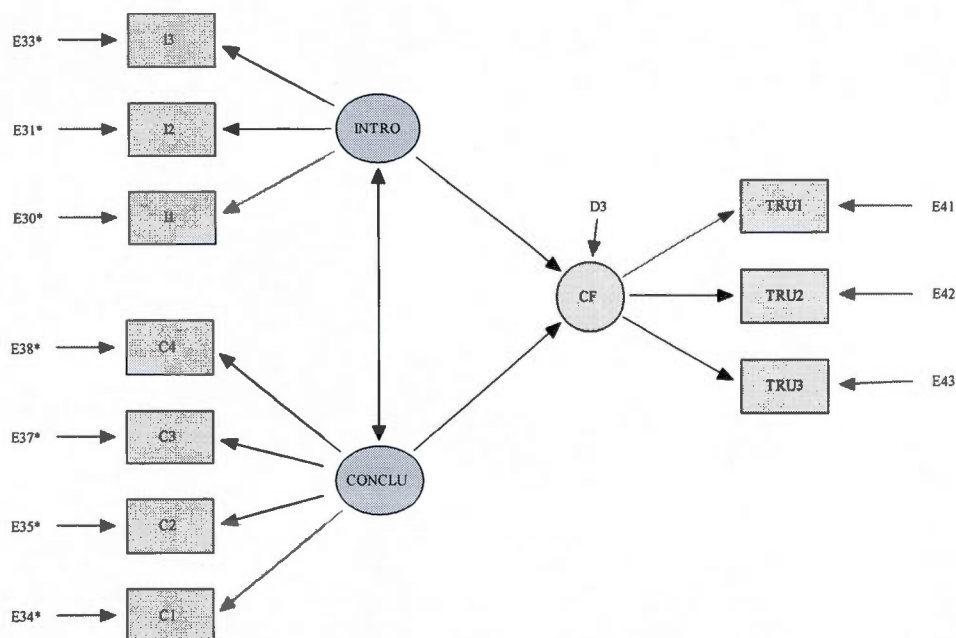 E33*
I3
E31*
I2
INTRO
E30*
I1
D3
TRU1
E41
CF
TRU2
E42
TRU3
E43
E38*
C4
E37*
C3
CONCLU
E35*
C2
E34*
C1